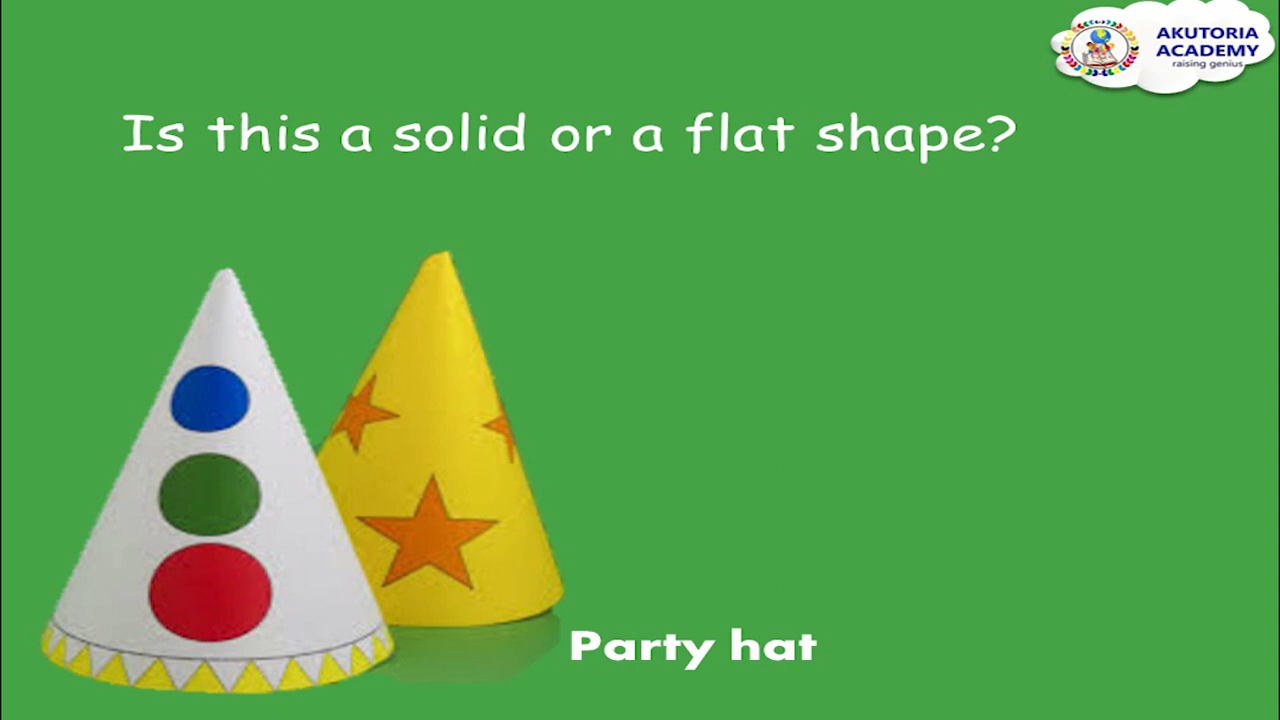 AKUTORIA
ACADEMY
raising genius
Is this a solid or a flat shape?
Party hat